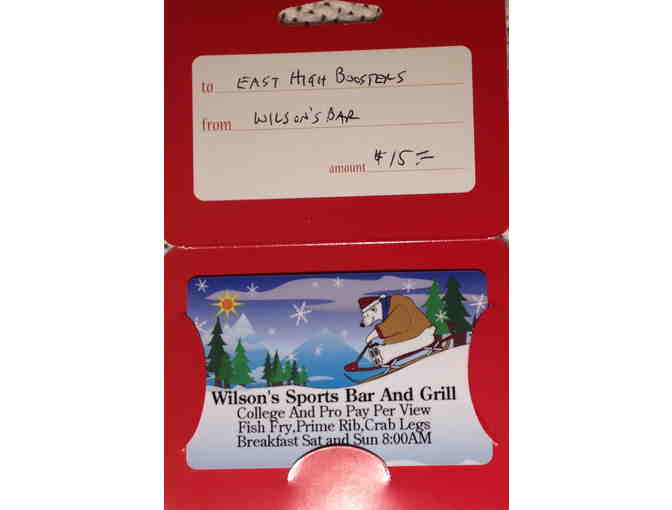 to EAST HIGH BOOSTERS
from WILSON'S BAR
amount $15=
Wilson's Sports Bar And Grill
College And Pro Pay Per View
Fish Fry,Prime Rib,Crab Legs
Breakfast Sat and Sun 8:00AM